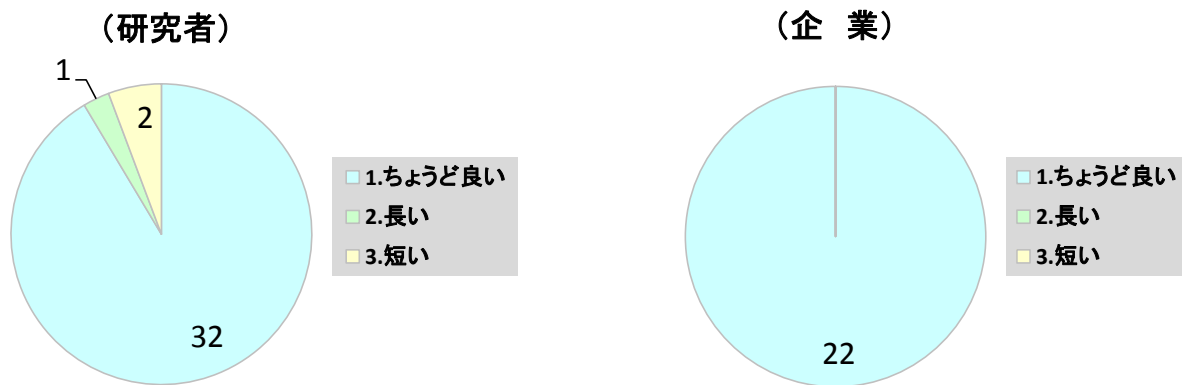 （研究者）
1
2
32
1.ちょうど良い
2.長い
3.短い
（企　業）
22
1.ちょうど良い
2.長い
3.短い